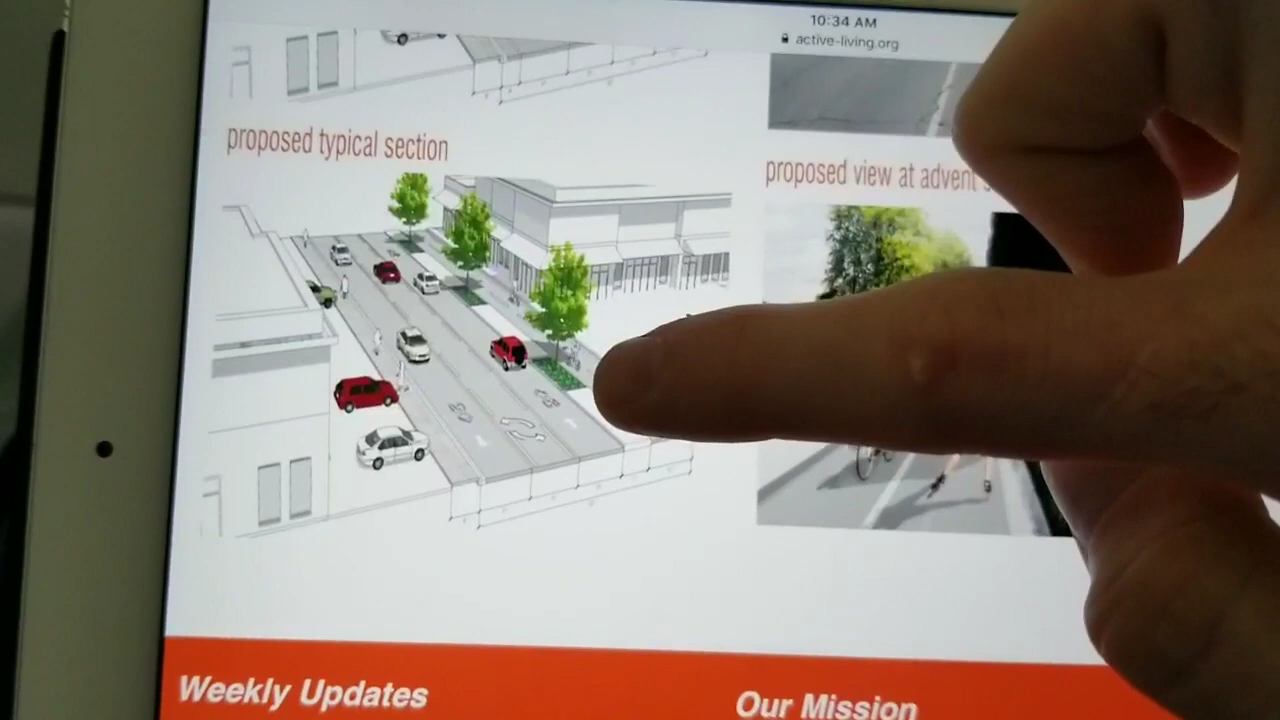 10:34 AM
active-living.org
proposed typical section
proposed view at advent
Weekly Updates
Our Mission